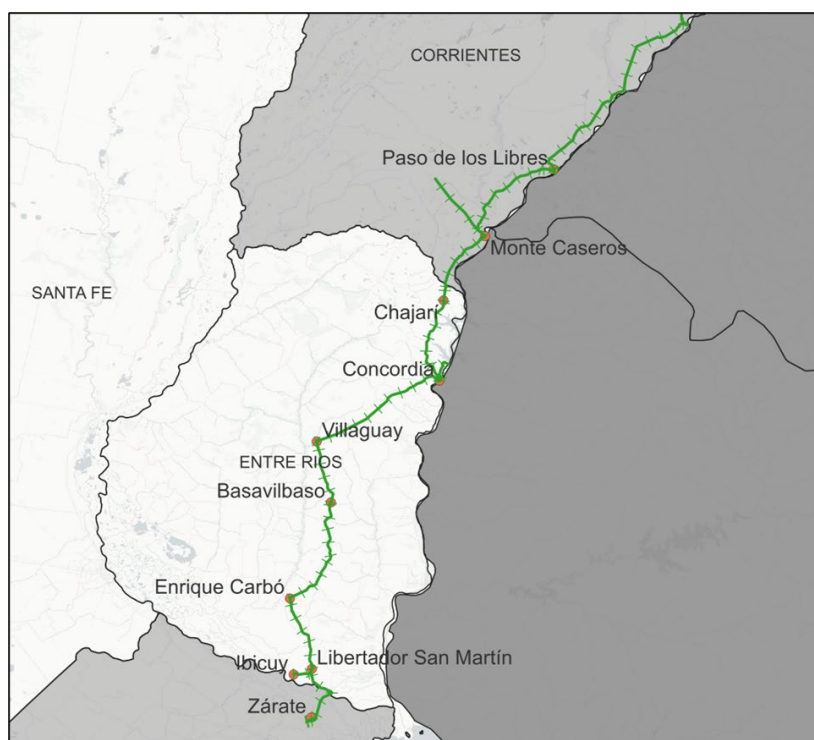 CORRIENTES
Paso de los Libres
Monte Caseros
SANTA FE
Chajarí
Concordia
Villaguay
ENTRE RIOS
Basavilbaso
Enrique Carbó
Libertador San Martín
Ibicuy
Zárate